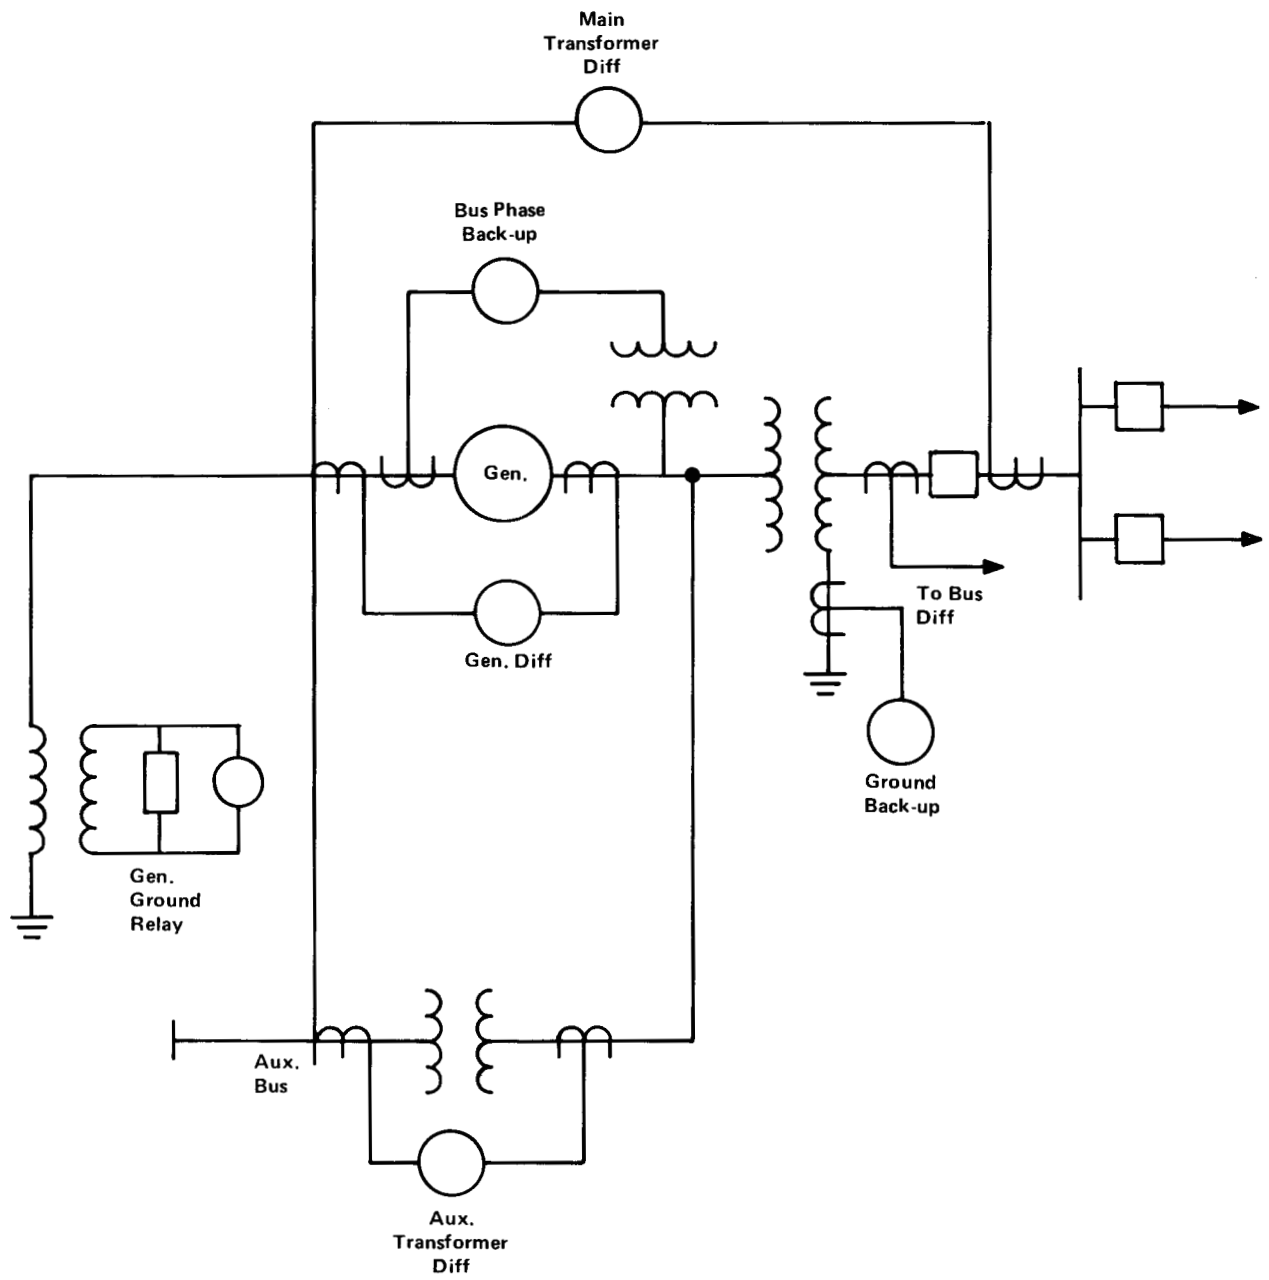 Main
Transformer
Diff
Bus Phase
Back-up
Gen.
To Bus
Diff
Gen. Diff
Ground
Back-up
Gen.
Ground
Relay
Aux.
Bus
Aux.
Transformer
Diff